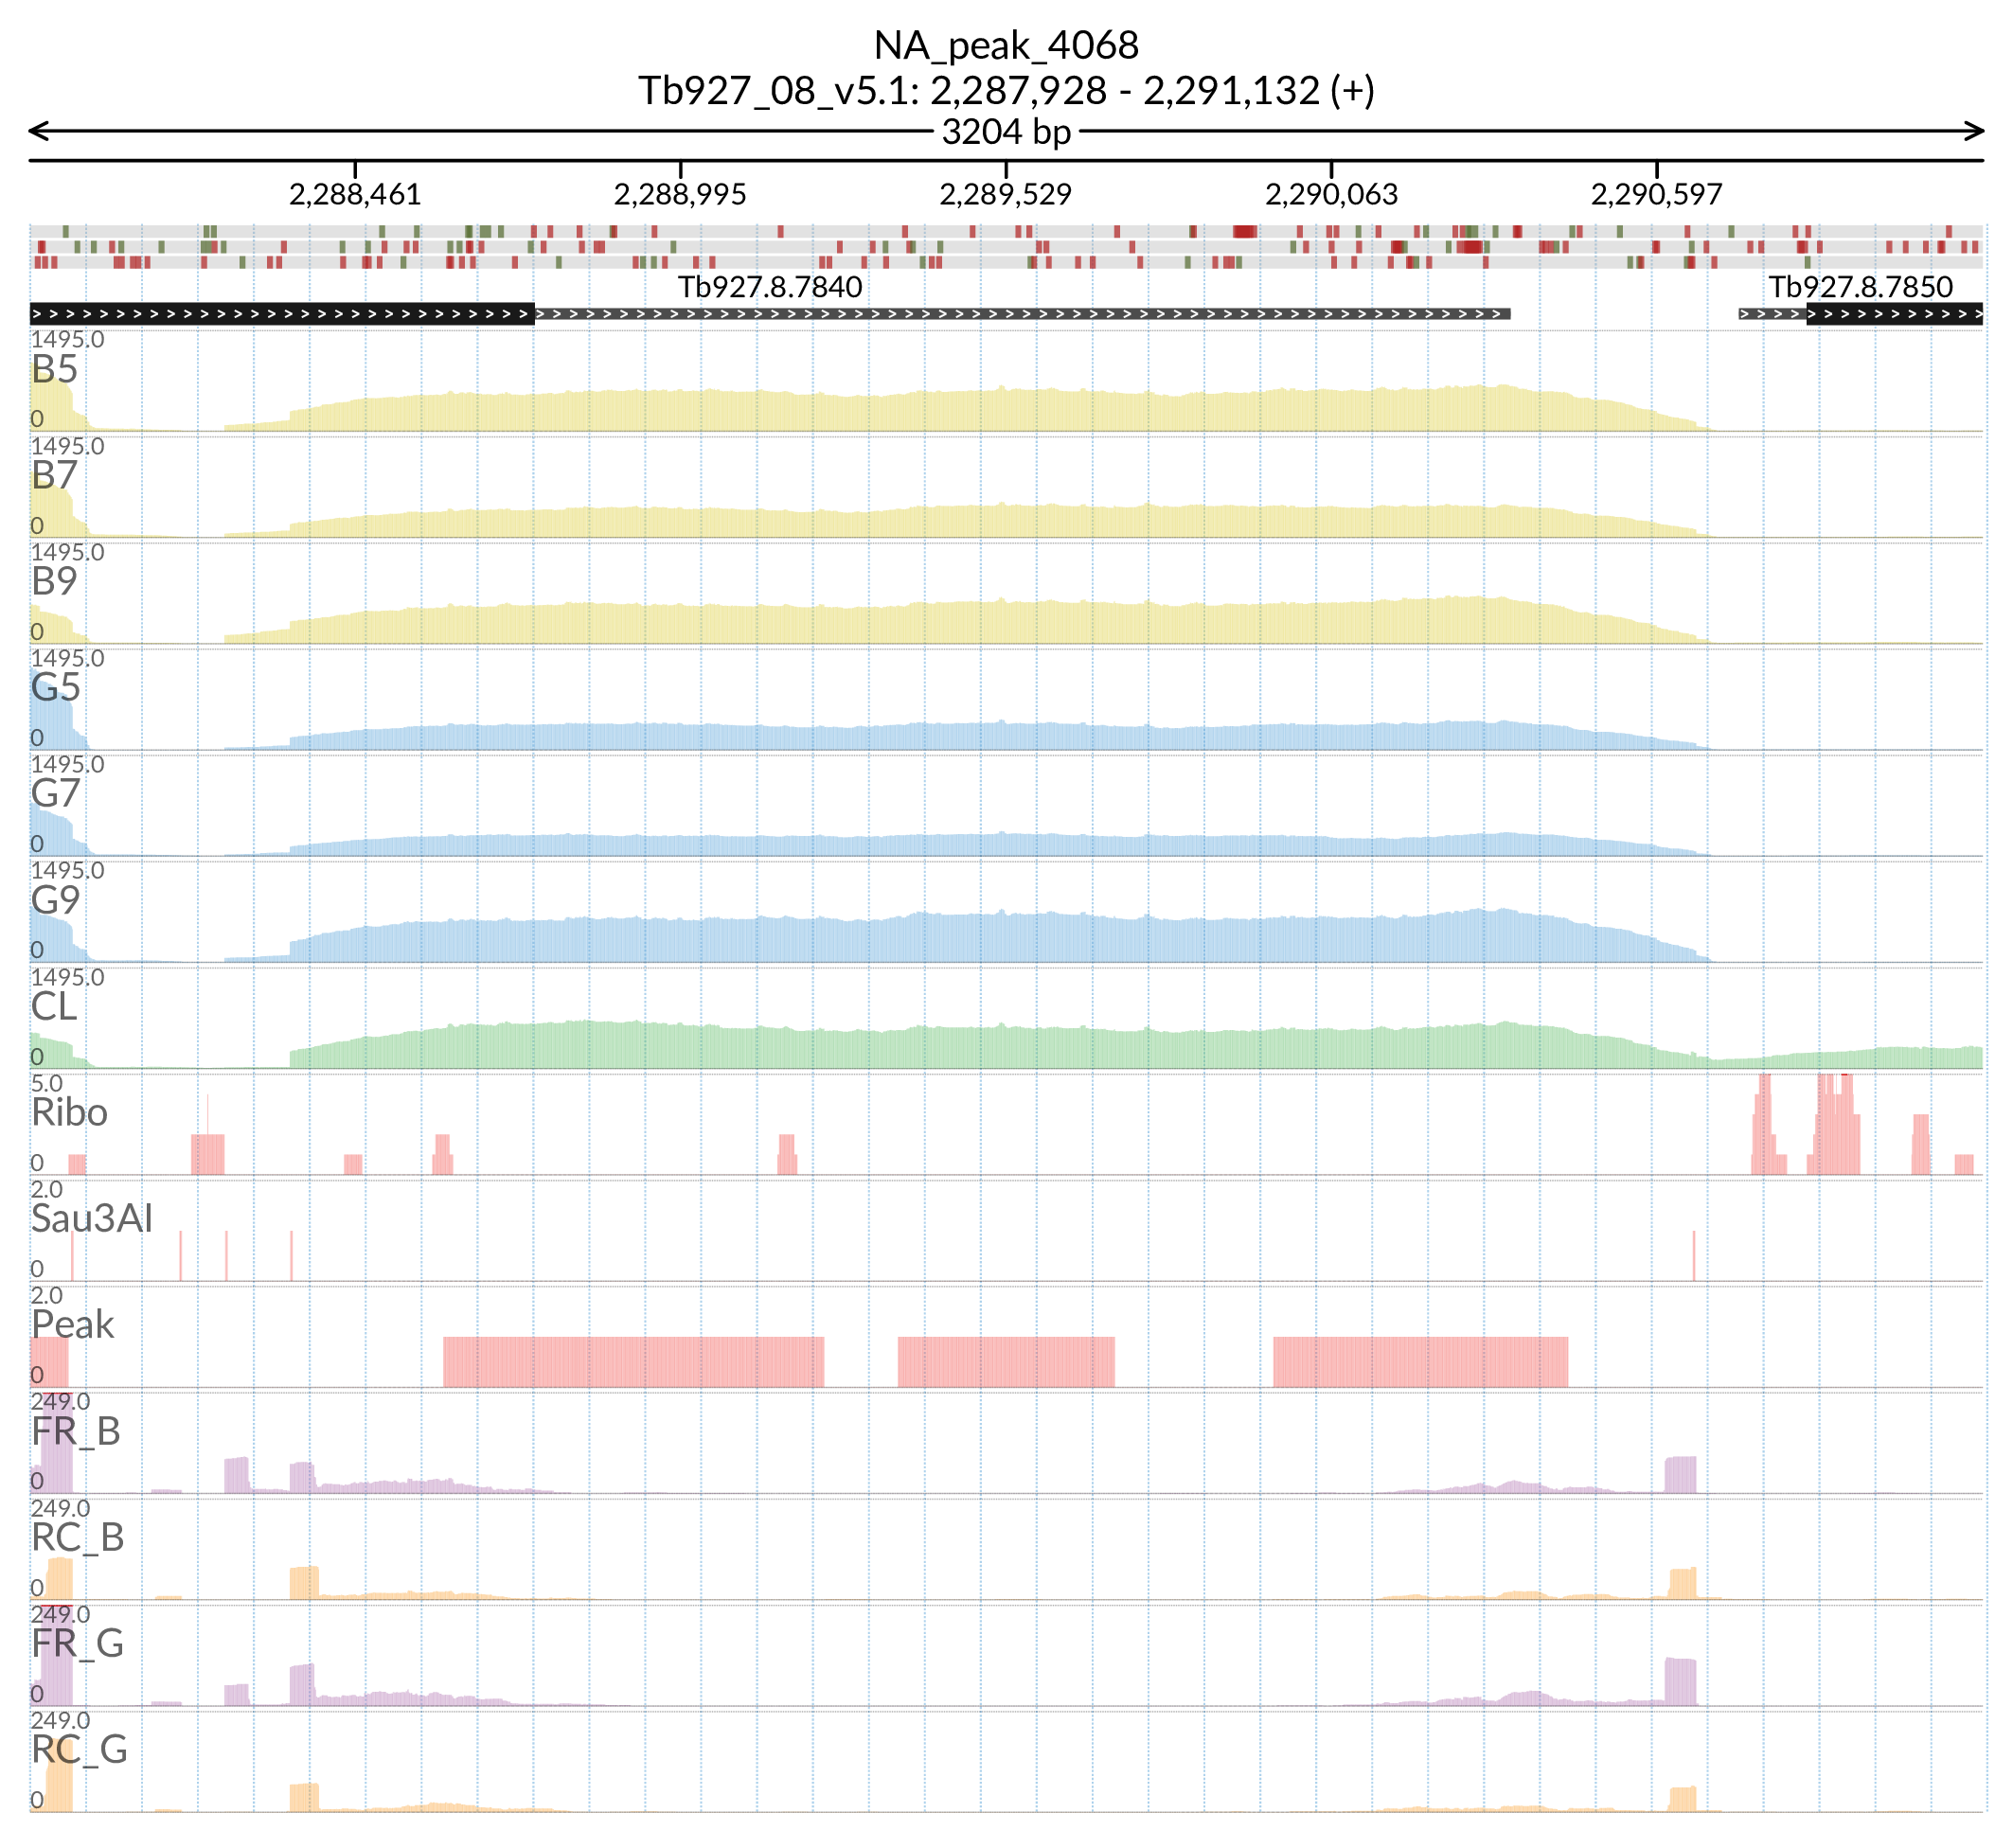 NA_peak_4068
Tb927_08_v5.1: 2,287,928 - 2,291,132 (+)
3204 bp
2,288,461 2,288,995 2,289,529 2,290,063 2,290,597
Tb927.8.7840 Tb927.8.7850
1495.0
B5
0
1495.0
B7
0
1495.0
B9
0
1495.0
G5
0
1495.0
G7
0
1495.0
G9
0
1495.0
CL
0
5.0
Ribo
0
2.0
Sau3AI
0
2.0
Peak
0
249.0
FR_B
0
249.0
RC_B
0
249.0
FR_G
0
249.0
RC_G
0